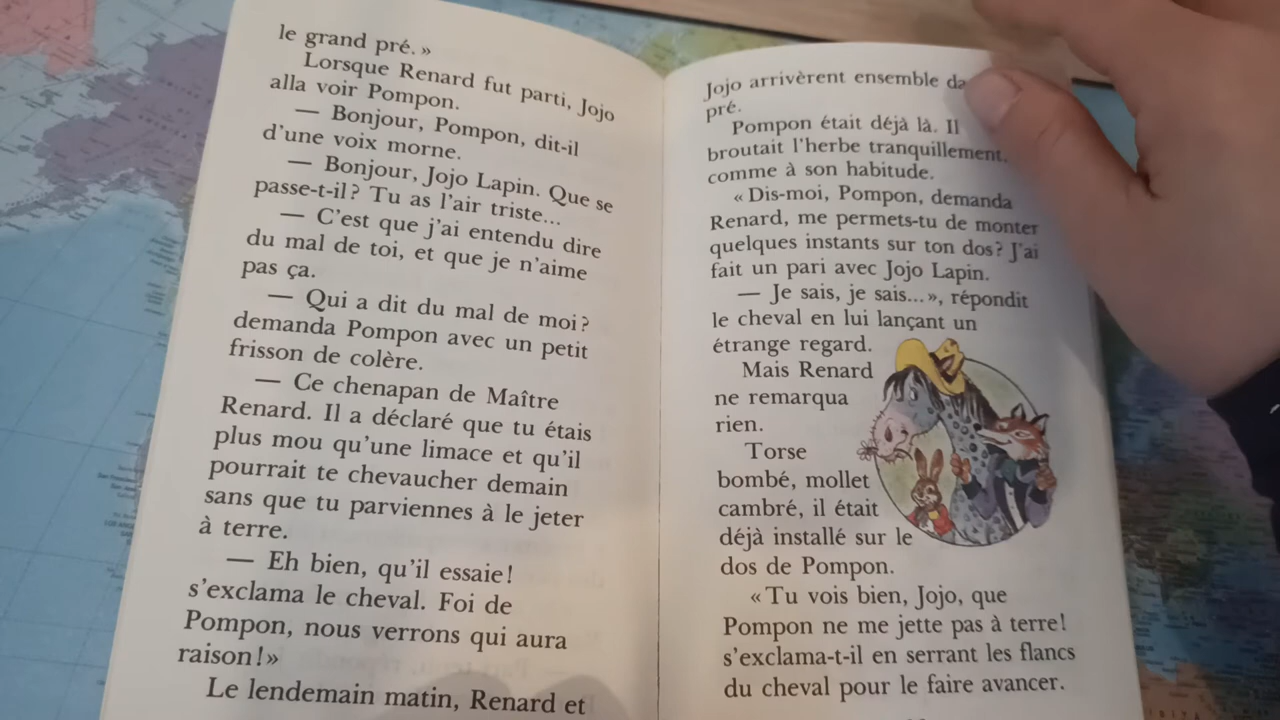 le grand pré. »
Lorsque Renard fut parti, Jojo
alla voir Pompon.
— Bonjour, Pompon, dit-il
d'une voix morne.
— Bonjour, Jojo Lapin. Que se
passe-t-il? Tu as l'air triste...
— C'est que j'ai entendu dire
du mal de toi, et que je n'aime
pas ça.
— Qui a dit du mal de moi?
demanda Pompon avec un petit
frisson de colère.
— Ce chenapan de Maître
Renard. Il a déclaré que tu étais
plus mou qu'une limace et qu'il
pourrait te chevaucher demain
sans que tu parviennes à le jeter
à terre.
— Eh bien, qu'il essaie!
s'exclama le cheval. Foi de
Pompon, nous verrons qui aura
raison!»
Le lendemain matin, Renard et
Jojo arrivèrent ensemble
pré.
Pompon était déjà là. Il
broutait l'herbe tranquillement,
comme à son habitude.
« Dis-moi, Pompon, demanda
Renard, me permets-tu de monter
quelques instants sur ton dos? J'ai
fait un pari avec Jojo Lapin.
— Je sais, je sais...», répondit
le cheval en lui lançant un
étrange regard.
Mais Renard
ne remarqua
rien.
Torse
bombé, mollet
cambré, il était
déjà installé sur le
dos de Pompon.
« Tu vois bien, Jojo, que
Pompon ne me jette pas à terre!
s'exclama-t-il en serrant les flancs
du cheval pour le faire avancer.